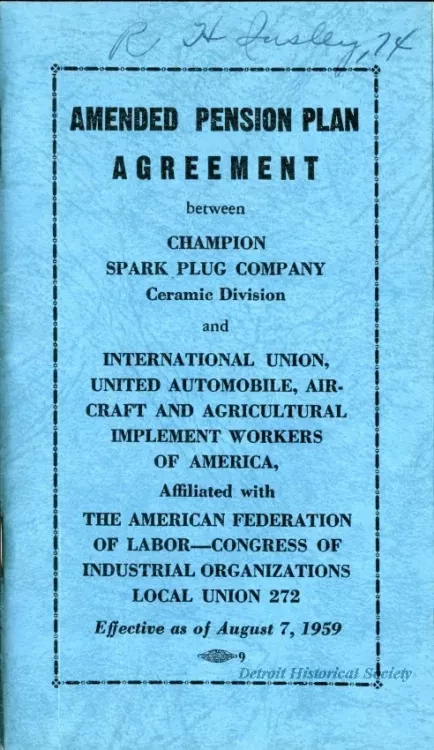 R H Insley, 74
AMENDED PENSION PLAN
AGREEMENT
between
CHAMPION
SPARK PLUG COMPANY
Ceramic Division
and
INTERNATIONAL UNION,
UNITED AUTOMOBILE, AIR-
CRAFT AND AGRICULTURAL
IMPLEMENT WORKERS
OF AMERICA,
Affiliated with
THE AMERICAN FEDERATION
OF LABOR—CONGRESS OF
INDUSTRIAL ORGANIZATIONS
LOCAL UNION 272
Effective as of August 7, 1959
9
Detroit Historical Society